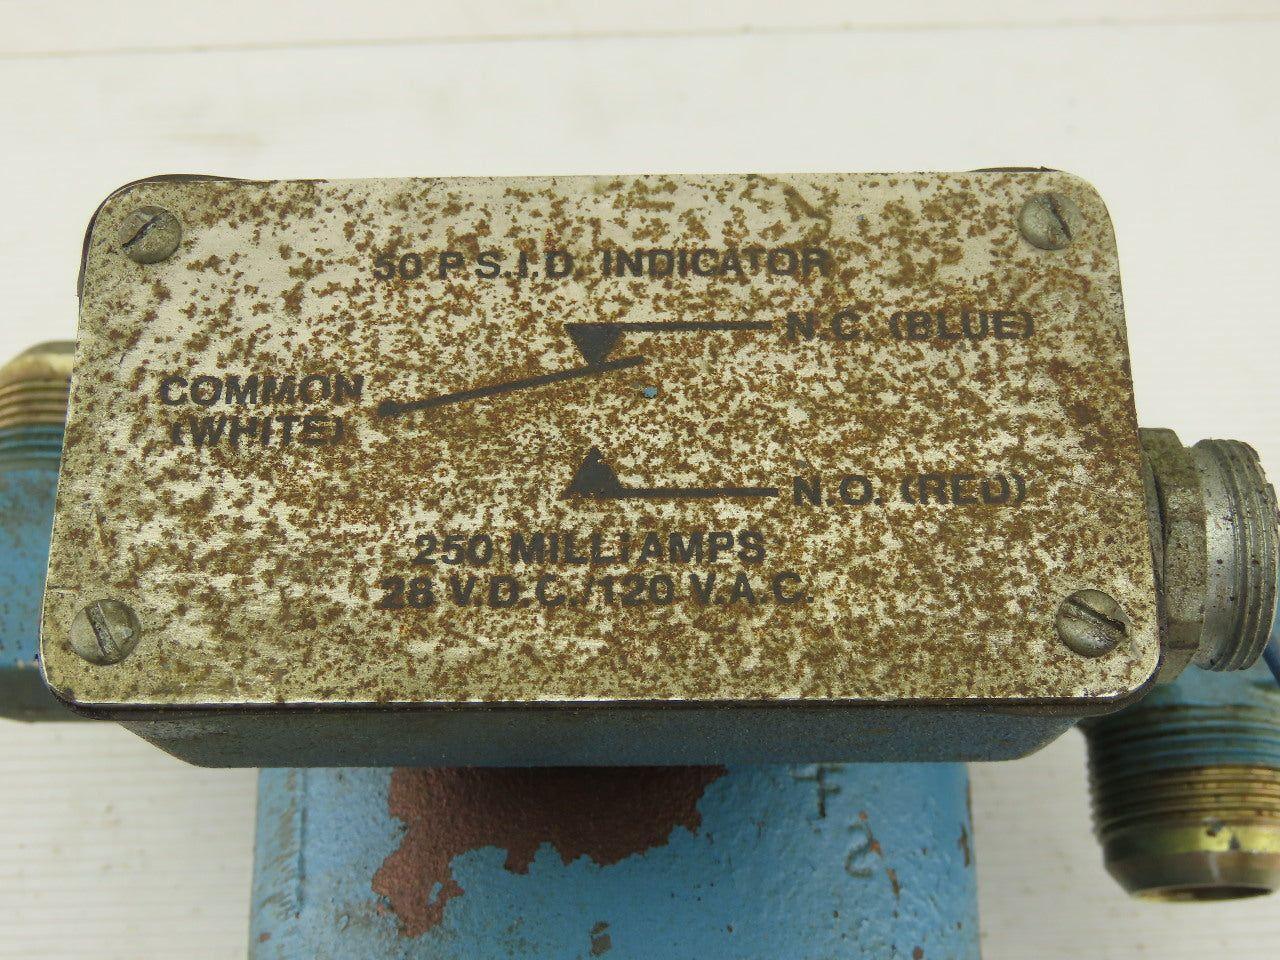 50 P.S.I.D. INDICATOR
N.C. (BLUE)
COMMON
(WHITE)
N.O. (RED)
250 MILLIAMPS
28 V.D.C./120 V.A.C.